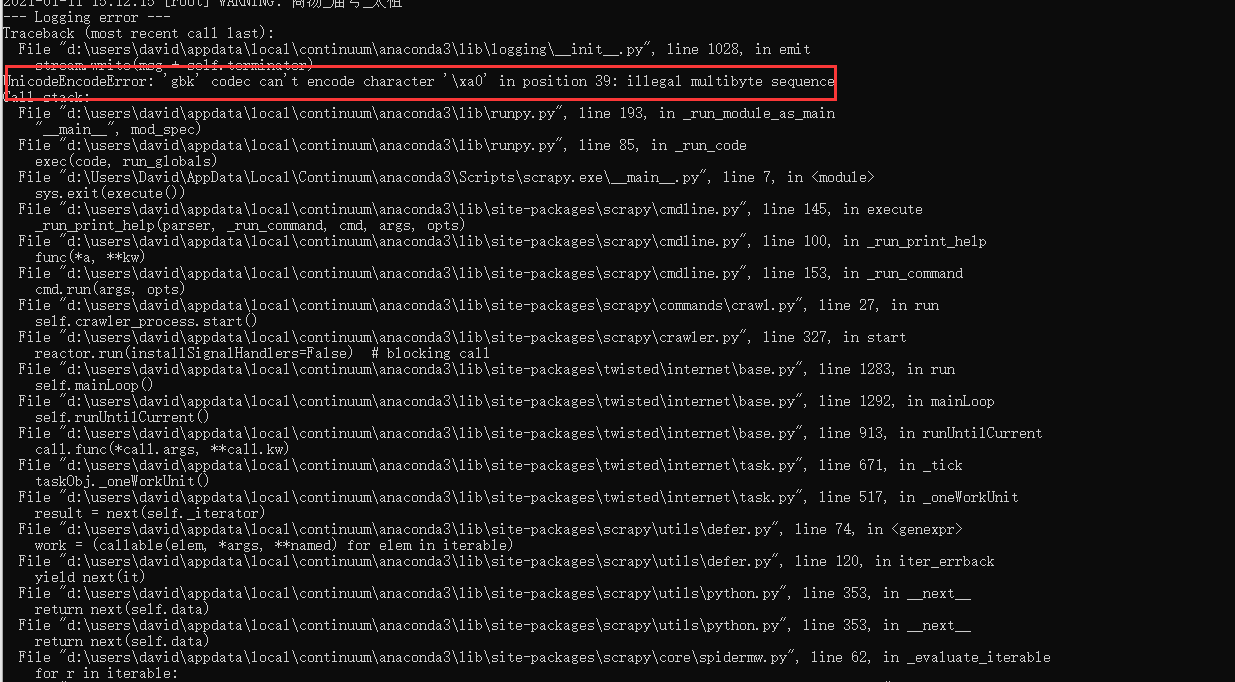 2021-01-11 15:12:15 [root] WARNING: 商汤_庙号_太祖
--- Logging error ---
Traceback (most recent call last):
  File "d:\users\david\appdata\local\continuum\anaconda3\lib\logging\__init__.py", line 1028, in emit
    stream.write(msg + self.terminator)
UnicodeEncodeError: 'gbk' codec can't encode character '\xa0' in position 39: illegal multibyte sequence
Call stack:
  File "d:\users\david\appdata\local\continuum\anaconda3\lib\runpy.py", line 193, in _run_module_as_main
    "__main__", mod_spec)
  File "d:\users\david\appdata\local\continuum\anaconda3\lib\runpy.py", line 85, in _run_code
    exec(code, run_globals)
  File "d:\Users\David\AppData\Local\Continuum\anaconda3\Scripts\scrapy.exe\__main__.py", line 7, in <module>
    sys.exit(execute())
  File "d:\users\david\appdata\local\continuum\anaconda3\lib\site-packages\scrapy\cmdline.py", line 145, in execute
    _run_print_help(parser, _run_command, cmd, args, opts)
  File "d:\users\david\appdata\local\continuum\anaconda3\lib\site-packages\scrapy\cmdline.py", line 100, in _run_print_help
    func(*a, **kw)
  File "d:\users\david\appdata\local\continuum\anaconda3\lib\site-packages\scrapy\cmdline.py", line 153, in _run_command
    cmd.run(args, opts)
  File "d:\users\david\appdata\local\continuum\anaconda3\lib\site-packages\scrapy\commands\crawl.py", line 27, in run
    self.crawler_process.start()
  File "d:\users\david\appdata\local\continuum\anaconda3\lib\site-packages\scrapy\crawler.py", line 327, in start
    reactor.run(installSignalHandlers=False)  # blocking call
  File "d:\users\david\appdata\local\continuum\anaconda3\lib\site-packages\twisted\internet\base.py", line 1283, in run
    self.mainLoop()
  File "d:\users\david\appdata\local\continuum\anaconda3\lib\site-packages\twisted\internet\base.py", line 1292, in mainLoop
    self.runUntilCurrent()
  File "d:\users\david\appdata\local\continuum\anaconda3\lib\site-packages\twisted\internet\base.py", line 913, in runUntilCurrent
    call.func(*call.args, **call.kw)
  File "d:\users\david\appdata\local\continuum\anaconda3\lib\site-packages\twisted\internet\task.py", line 671, in _tick
    taskObj._oneWorkUnit()
  File "d:\users\david\appdata\local\continuum\anaconda3\lib\site-packages\twisted\internet\task.py", line 517, in _oneWorkUnit
    result = next(self._iterator)
  File "d:\users\david\appdata\local\continuum\anaconda3\lib\site-packages\scrapy\utils\defer.py", line 74, in <genexpr>
    work = (callable(elem, *args, **named) for elem in iterable)
  File "d:\users\david\appdata\local\continuum\anaconda3\lib\site-packages\scrapy\utils\defer.py", line 120, in iter_errback
    yield next(it)
  File "d:\users\david\appdata\local\continuum\anaconda3\lib\site-packages\scrapy\utils\python.py", line 353, in __next__
    return next(self.data)
  File "d:\users\david\appdata\local\continuum\anaconda3\lib\site-packages\scrapy\utils\python.py", line 353, in __next__
    return next(self.data)
  File "d:\users\david\appdata\local\continuum\anaconda3\lib\site-packages\scrapy\core\spidermw.py", line 62, in _evaluate_iterable
    for r in iterable: